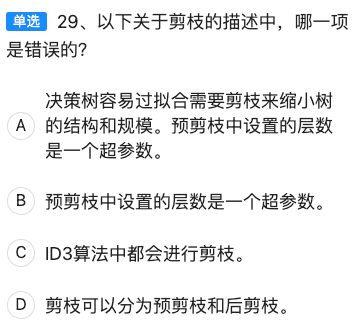 单选 29、以下关于剪枝的描述中，哪一项
是错误的?
A 决策树容易过拟合需要剪枝来缩小树
的结构和规模。预剪枝中设置的层数
是一个超参数。
B 预剪枝中设置的层数是一个超参数。
C ID3算法中都会进行剪枝。
D 剪枝可以分为预剪枝和后剪枝。